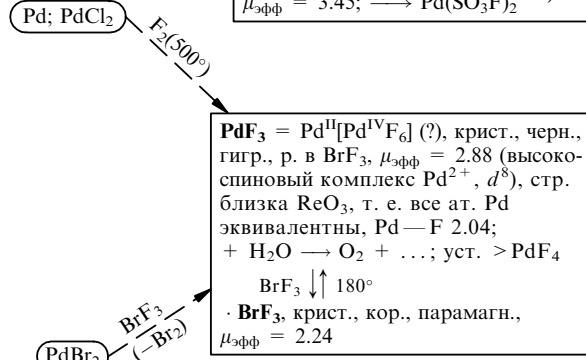 μэфф = 3.45; ⟶ Pd(SO₃F)₂
Pd; PdCl₂
F₂(500°)
PdF₃ = Pdᴵᴵ[PdᴵⱽF₆] (?), крист., черн.,
гигр., р. в BrF₃, μэфф = 2.88 (высоко-
спиновый комплекс Pd²⁺, d⁸), стр.
близка ReO₃, т. е. все ат. Pd
эквивалентны, Pd — F 2.04;
+ H₂O ⟶ O₂ + ...; уст. > PdF₄
BrF₃ ↓↑ 180°
· BrF₃, крист., кор., парамагн.,
μэфф = 2.24
BrF₃
(−Br₂)
PdBr₂